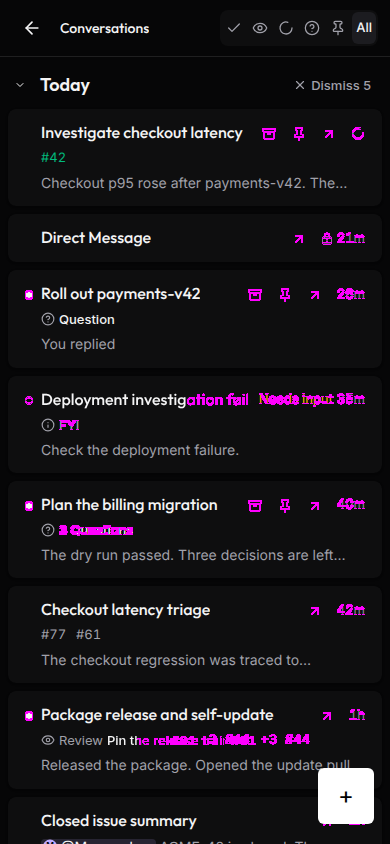 Conversations
All
Today
Dismiss 5
Investigate checkout latency
#42
Checkout p95 rose after payments-v42. The...
Direct Message 21m
Roll out payments-v42
Question
You replied
Deployment investigation fail Needs input
FYI
Check the deployment failure.
Plan the billing migration 40m
Questions
The dry run passed. Three decisions are left...
Checkout latency triage 42m
#77 #61
The checkout regression was traced to...
Package release and self-update 1h
Review Pin the release +3 #44
Released the package. Opened the update pull
+
Closed issue summary